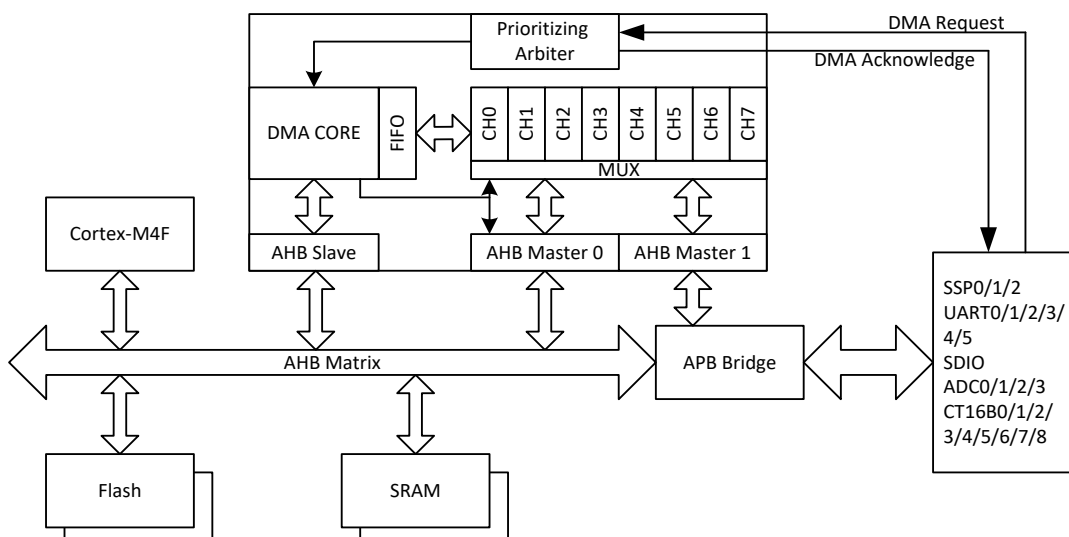 Prioritizing
Arbiter
DMA Request
DMA Acknowledge
DMA CORE
FIFO
CH0
CH1
CH2
CH3
CH4
CH5
CH6
CH7
MUX
Cortex-M4F
AHB Slave
AHB Master 0
AHB Master 1
AHB Matrix
APB Bridge
SSP0/1/2
UART0/1/2/3/
4/5
SDIO
ADC0/1/2/3
CT16B0/1/2/
3/4/5/6/7/8
Flash
SRAM